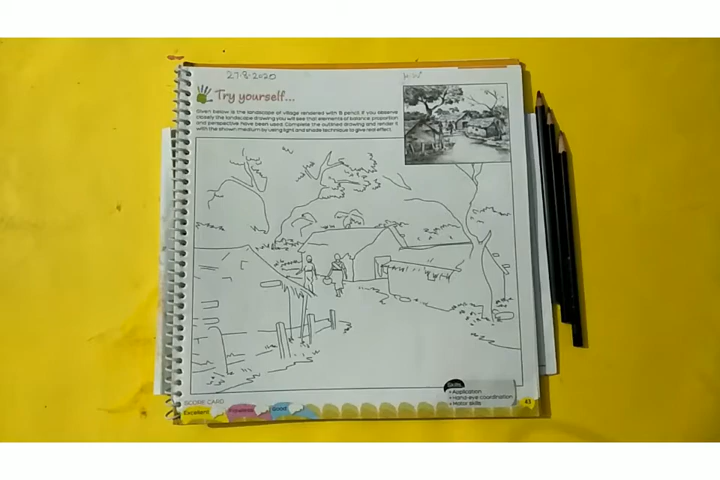 27·8·2020
H.W
Try yourself...
Given below is the landscape of village rendered with B pencil. If you observe
closely the landscape drawing you will see that elements of balance, proportion
and perspective have been used. Complete the outlined drawing and render it
with the shown medium by using light and shade technique to give real effect.
Skills
• Application
• Hand-eye coordination
• Motor skills
SCORE CARD
Excellent
Good
43